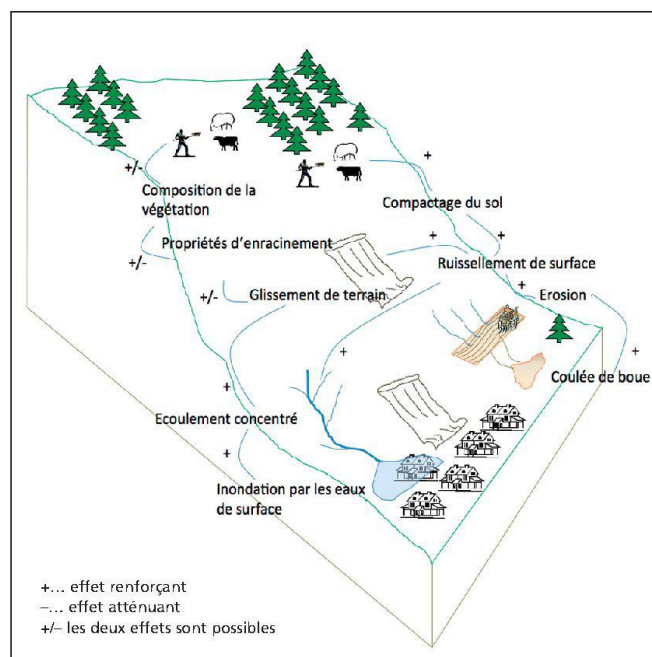 +/-
+
Composition de la
végétation
Compactage du sol
+
Propriétés d'enracinement
+
+/-
Ruissellement de surface
+/-
Glissement de terrain
+
Erosion
+
+
Coulée de boue
+
Ecoulement concentré
+
Inondation par les eaux
de surface
+... effet renforçant
–... effet atténuant
+/– les deux effets sont possibles